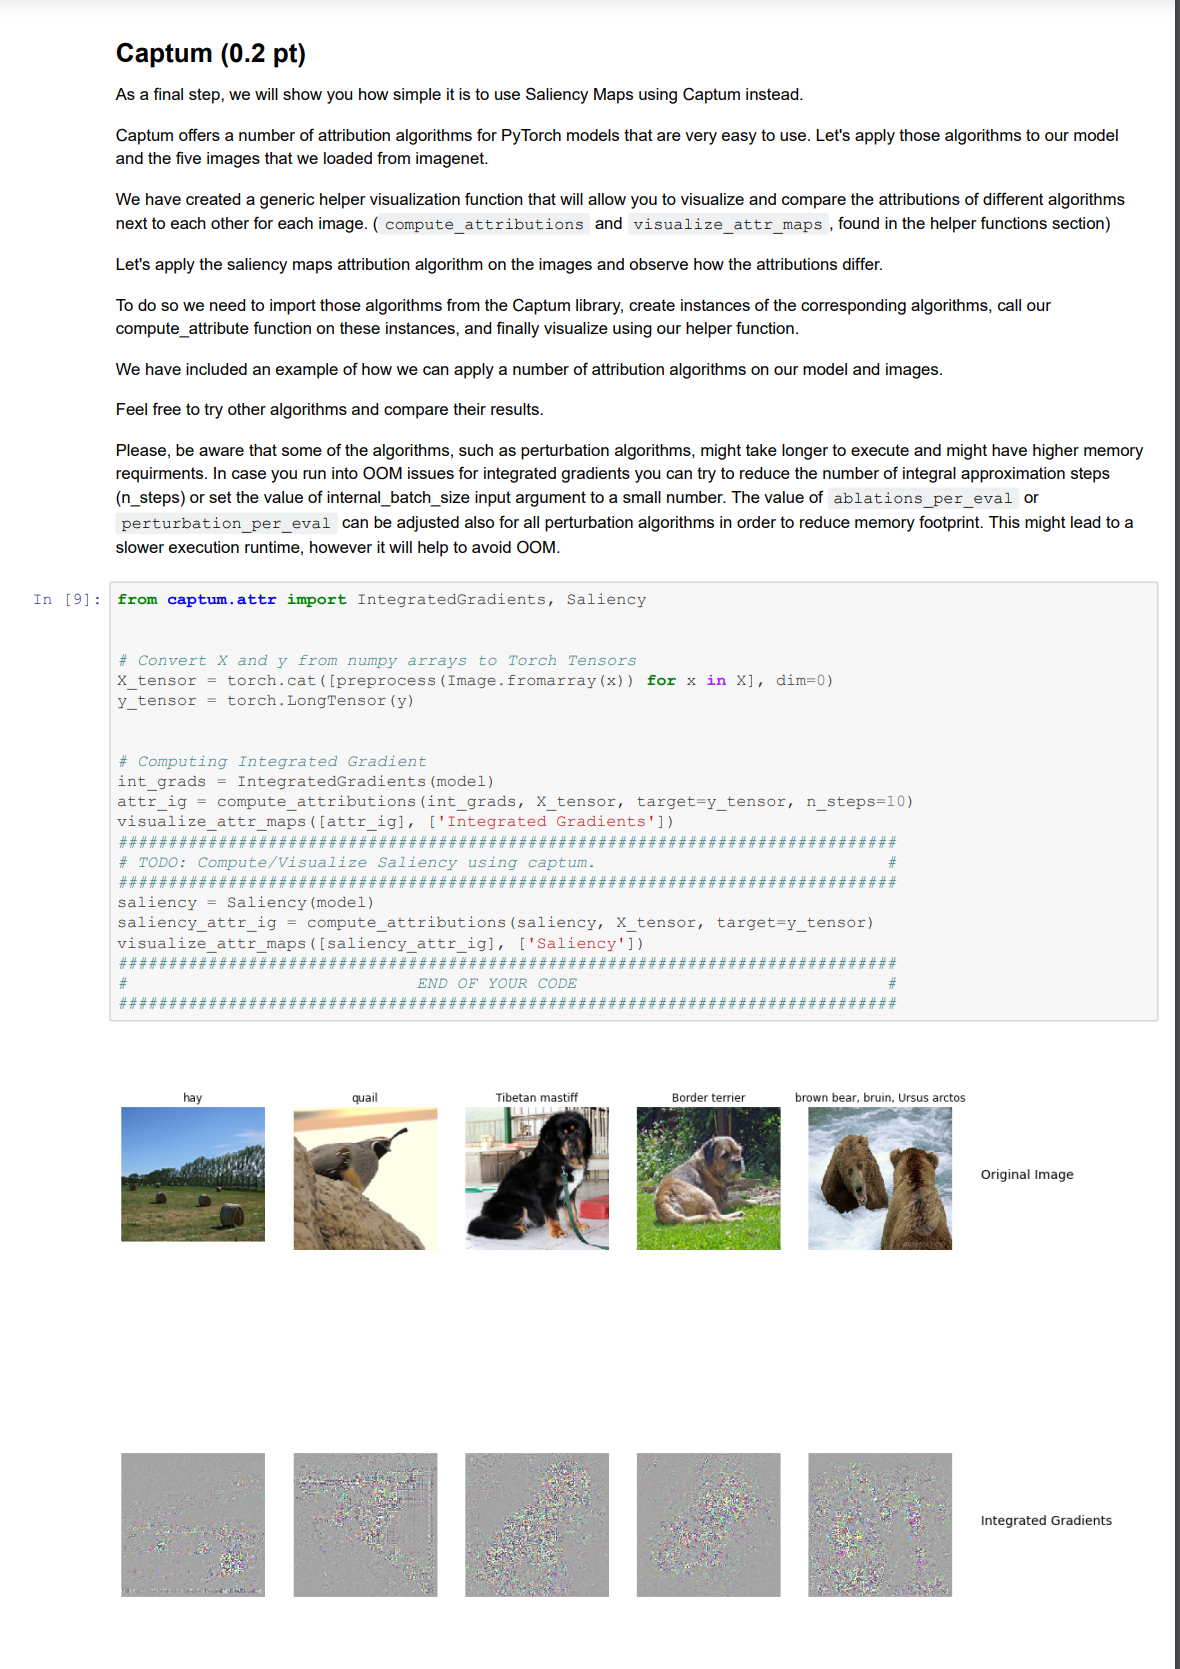 Captum (0.2 pt)
As a final step, we will show you how simple it is to use Saliency Maps using Captum instead.
Captum offers a number of attribution algorithms for PyTorch models that are very easy to use. Let's apply those algorithms to our model
and the five images that we loaded from imagenet.
We have created a generic helper visualization function that will allow you to visualize and compare the attributions of different algorithms
next to each other for each image. ( compute_attributions and visualize_attr_maps , found in the helper functions section)
Let's apply the saliency maps attribution algorithm on the images and observe how the attributions differ.
To do so we need to import those algorithms from the Captum library, create instances of the corresponding algorithms, call our
compute_attribute function on these instances, and finally visualize using our helper function.
We have included an example of how we can apply a number of attribution algorithms on our model and images.
Feel free to try other algorithms and compare their results.
Please, be aware that some of the algorithms, such as perturbation algorithms, might take longer to execute and might have higher memory
requirments. In case you run into OOM issues for integrated gradients you can try to reduce the number of integral approximation steps
(n_steps) or set the value of internal_batch_size input argument to a small number. The value of ablations_per_eval or
perturbation_per_eval can be adjusted also for all perturbation algorithms in order to reduce memory footprint. This might lead to a
slower execution runtime, however it will help to avoid OOM.
In [9]: from captum.attr import IntegratedGradients, Saliency
# Convert X and y from numpy arrays to Torch Tensors
X_tensor = torch.cat([preprocess(Image.fromarray(x)) for x in X], dim=0)
y_tensor = torch.LongTensor(y)
# Computing Integrated Gradient
int_grads = IntegratedGradients(model)
attr_ig = compute_attributions(int_grads, X_tensor, target=y_tensor, n_steps=10)
visualize_attr_maps([attr_ig], ['Integrated Gradients'])
##############################################################################
# TODO: Compute/Visualize Saliency using captum. #
##############################################################################
saliency = Saliency(model)
saliency_attr_ig = compute_attributions(saliency, X_tensor, target=y_tensor)
visualize_attr_maps([saliency_attr_ig], ['Saliency'])
##############################################################################
# END OF YOUR CODE #
##############################################################################
hay quail Tibetan mastiff Border terrier brown bear, bruin, Ursus arctos
Original Image
Integrated Gradients